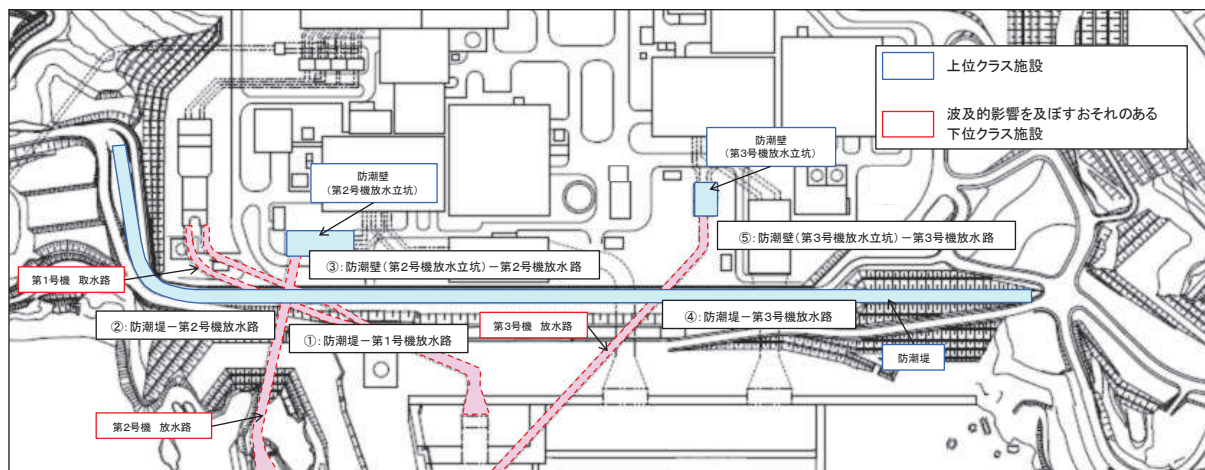 上位クラス施設
波及的影響を及ぼすおそれのある
下位クラス施設
防潮壁
(第3号機放水立坑)
防潮壁
(第2号機放水立坑)
⑤:防潮壁(第3号機放水立坑)-第3号機放水路
③:防潮壁(第2号機放水立坑)-第2号機放水路
第1号機 取水路
②:防潮堤-第2号機放水路
第3号機 放水路
④:防潮堤-第3号機放水路
①:防潮堤-第1号機放水路
防潮堤
第2号機 放水路